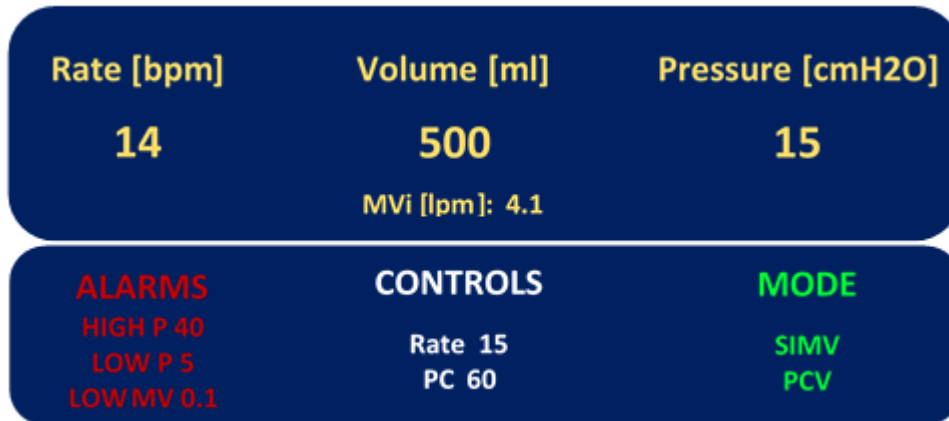 Rate [bpm] Volume [ml] Pressure [cmH2O]
14 500 15
MVi [lpm]: 4.1
ALARMS CONTROLS MODE
HIGH P 40
LOW P 5
LOW MV 0.1
Rate 15
PC 60
SIMV
PCV